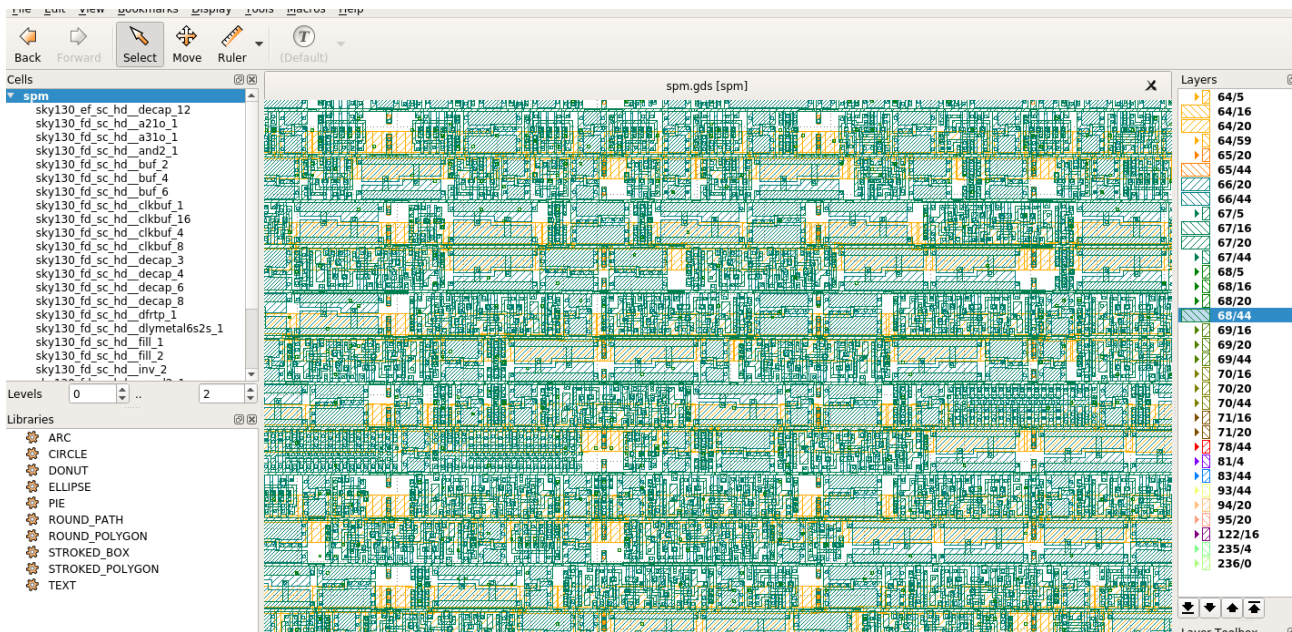 File Edit View Bookmarks Display Tools Macros Help
Back Forward Select Move Ruler (Default)
Cells
spm
sky130_ef_sc_hd__decap_12
sky130_fd_sc_hd__a21o_1
sky130_fd_sc_hd__a31o_1
sky130_fd_sc_hd__and2_1
sky130_fd_sc_hd__buf_2
sky130_fd_sc_hd__buf_4
sky130_fd_sc_hd__buf_6
sky130_fd_sc_hd__clkbuf_1
sky130_fd_sc_hd__clkbuf_16
sky130_fd_sc_hd__clkbuf_4
sky130_fd_sc_hd__clkbuf_8
sky130_fd_sc_hd__decap_3
sky130_fd_sc_hd__decap_4
sky130_fd_sc_hd__decap_6
sky130_fd_sc_hd__decap_8
sky130_fd_sc_hd__dfrtp_1
sky130_fd_sc_hd__dlymetal6s2s_1
sky130_fd_sc_hd__fill_1
sky130_fd_sc_hd__fill_2
sky130_fd_sc_hd__inv_2
Levels 0 .. 2
Libraries
ARC
CIRCLE
DONUT
ELLIPSE
PIE
ROUND_PATH
ROUND_POLYGON
STROKED_BOX
STROKED_POLYGON
TEXT
spm.gds [spm]
Layers
64/5
64/16
64/20
64/59
65/20
65/44
66/20
66/44
67/5
67/16
67/20
67/44
68/5
68/16
68/20
68/44
69/16
69/20
69/44
70/16
70/20
70/44
71/16
71/20
78/44
81/4
83/44
93/44
94/20
95/20
122/16
235/4
236/0
Layer Toolbox